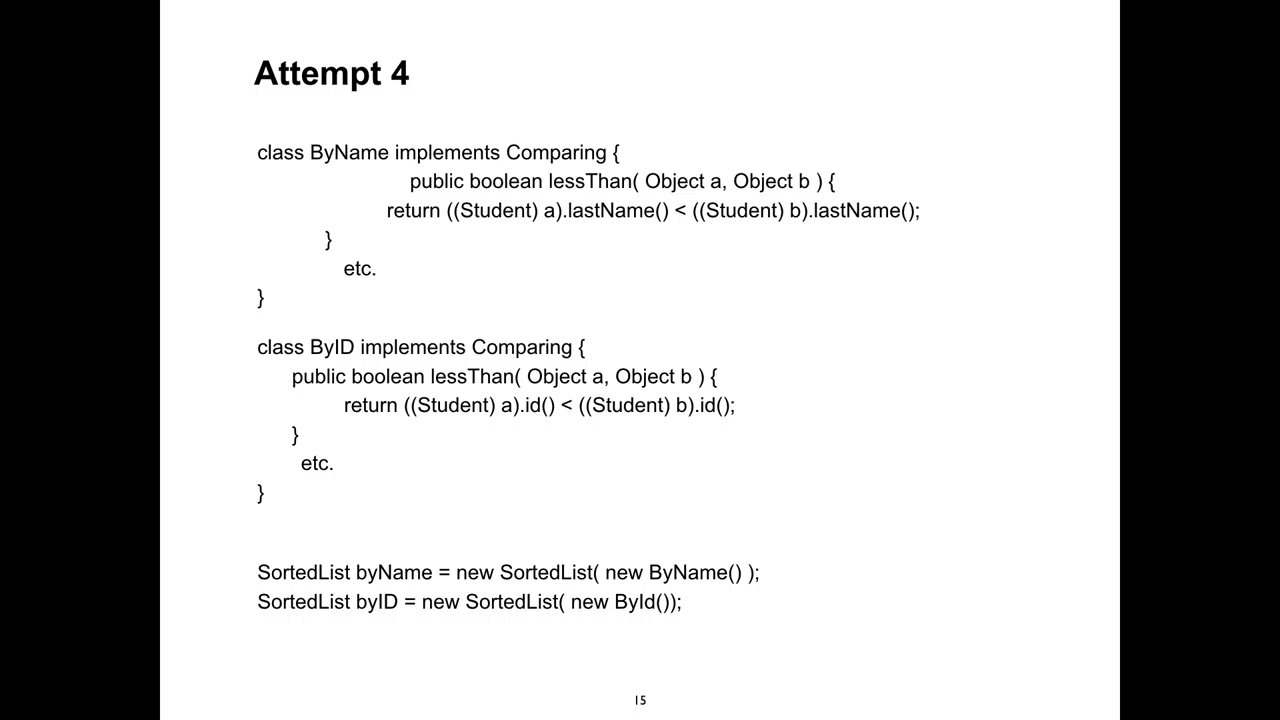 Attempt 4
class ByName implements Comparing {
public boolean lessThan( Object a, Object b ) {
return ((Student) a).lastName() < ((Student) b).lastName();
}
etc.
}
class ByID implements Comparing {
public boolean lessThan( Object a, Object b ) {
return ((Student) a).id() < ((Student) b).id();
}
etc.
}
SortedList byName = new SortedList( new ByName() );
SortedList byID = new SortedList( new ById());
15